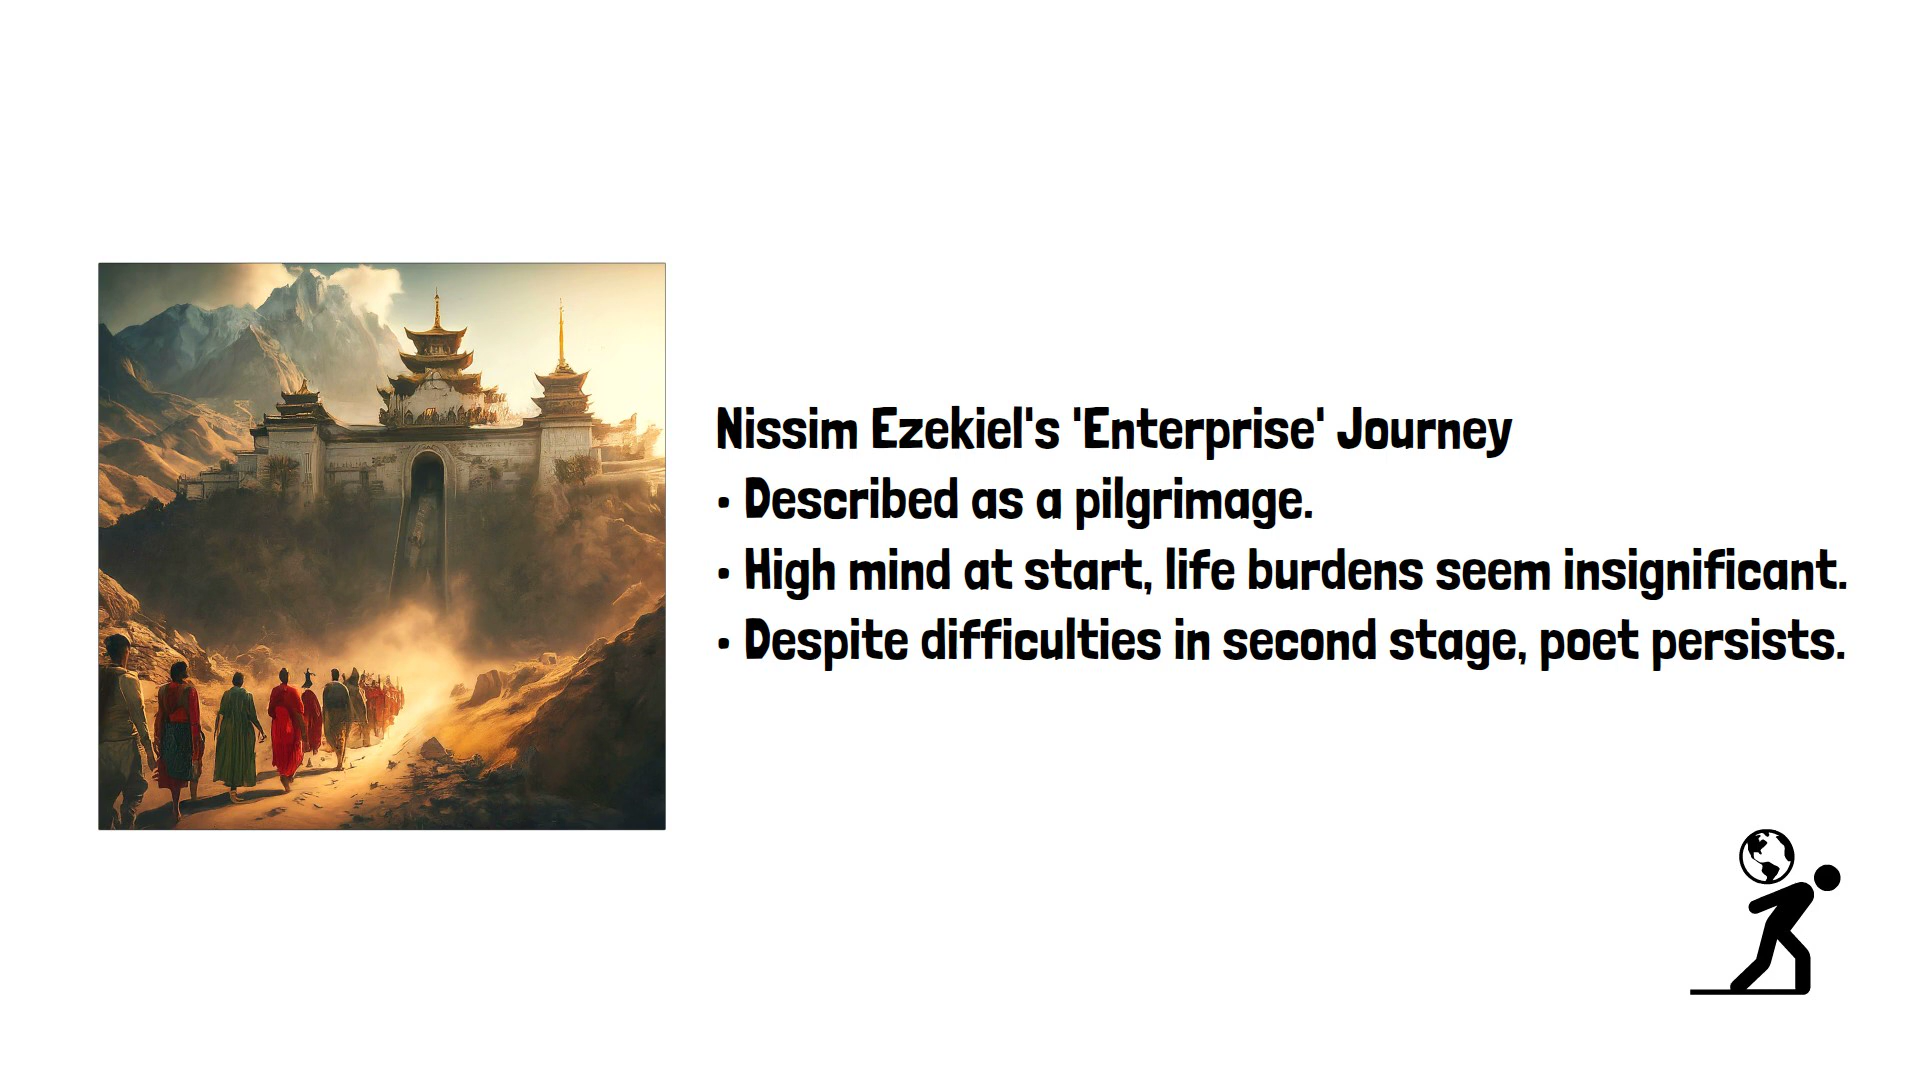 Nissim Ezekiel's 'Enterprise' Journey
• Described as a pilgrimage.
• High mind at start, life burdens seem insignificant.
• Despite difficulties in second stage, poet persists.